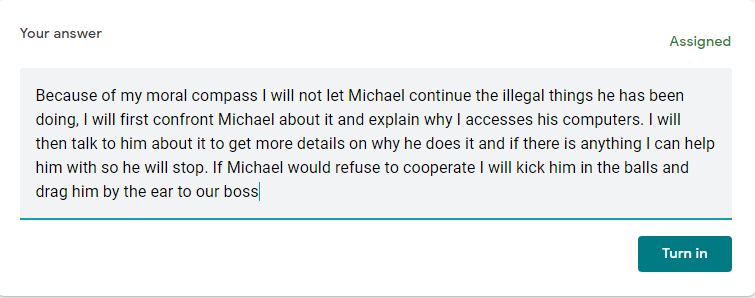 Your answer
Assigned
Because of my moral compass I will not let Michael continue the illegal things he has been
doing, I will first confront Michael about it and explain why I accesses his computers. I will
then talk to him about it to get more details on why he does it and if there is anything I can help
him with so he will stop. If Michael would refuse to cooperate I will kick him in the balls and
drag him by the ear to our boss
Turn in